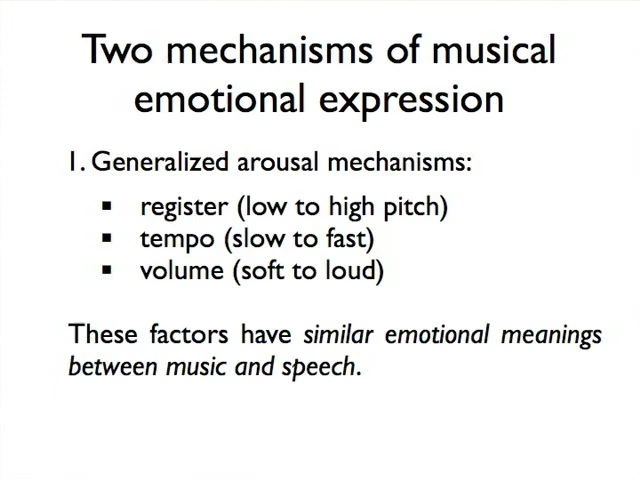 Two mechanisms of musical
emotional expression
1. Generalized arousal mechanisms:
▪ register (low to high pitch)
▪ tempo (slow to fast)
▪ volume (soft to loud)
These factors have similar emotional meanings
between music and speech.